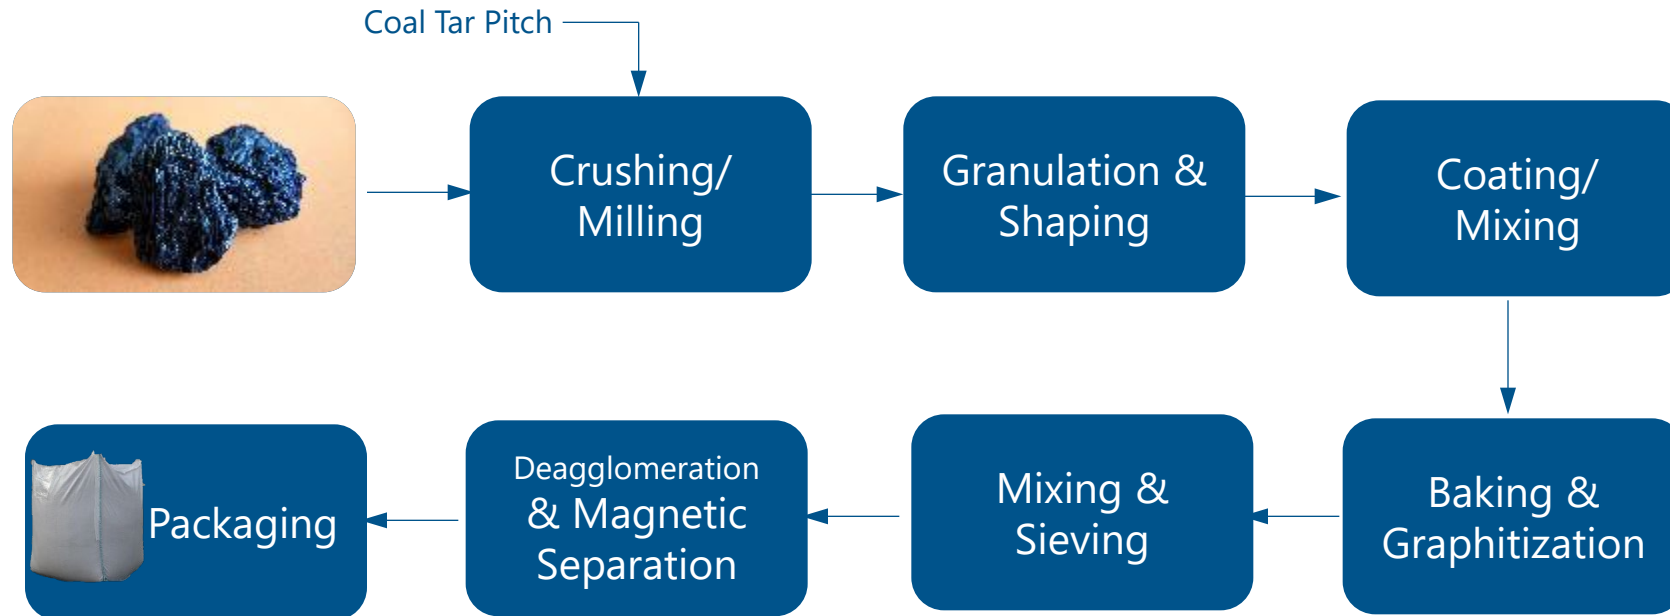 Coal Tar Pitch
Crushing/
Milling
Granulation &
Shaping
Coating/
Mixing
Baking &
Graphitization
Mixing &
Sieving
Deagglomeration
& Magnetic
Separation
Packaging